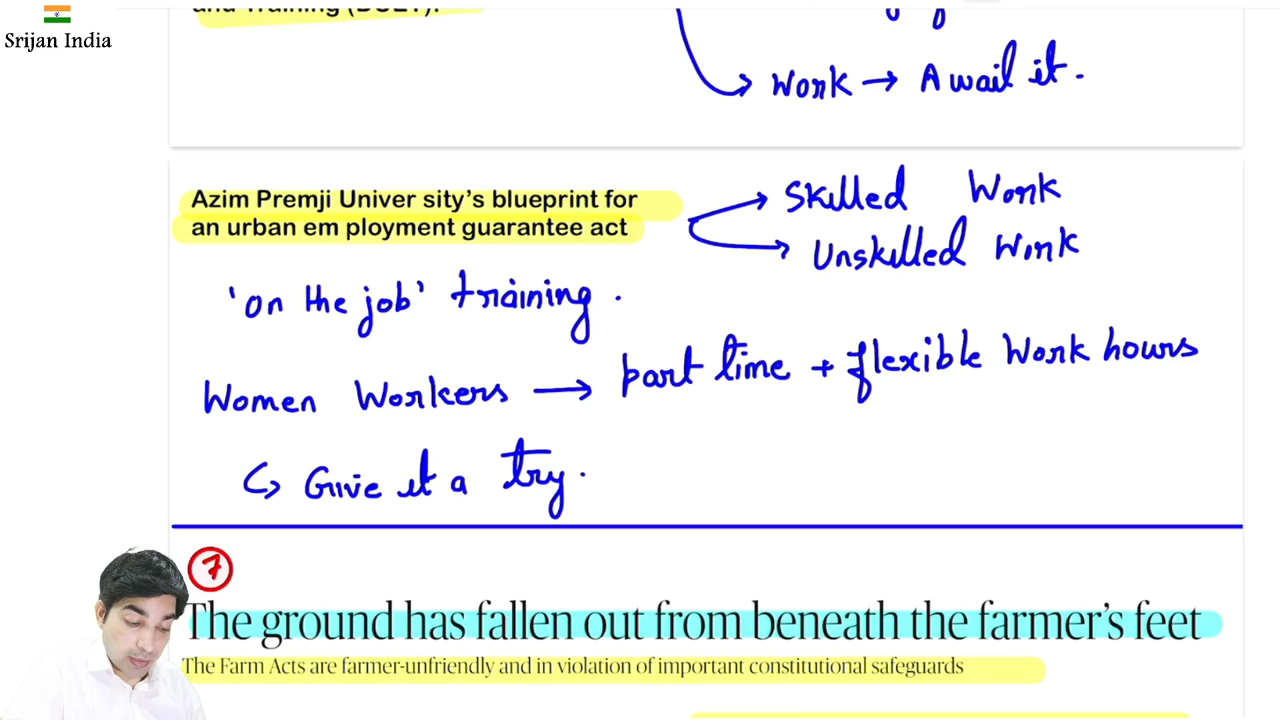 Srijan India
and Training (DUET).
Work → Avail it.
Azim Premji Univer sity's blueprint for
an urban em ployment guarantee act
Skilled Work
Unskilled Work
'on the job' training.
Women Workers → part time + flexible Work hours
↳ Give it a try.
7
The ground has fallen out from beneath the farmer's feet
The Farm Acts are farmer-unfriendly and in violation of important constitutional safeguards